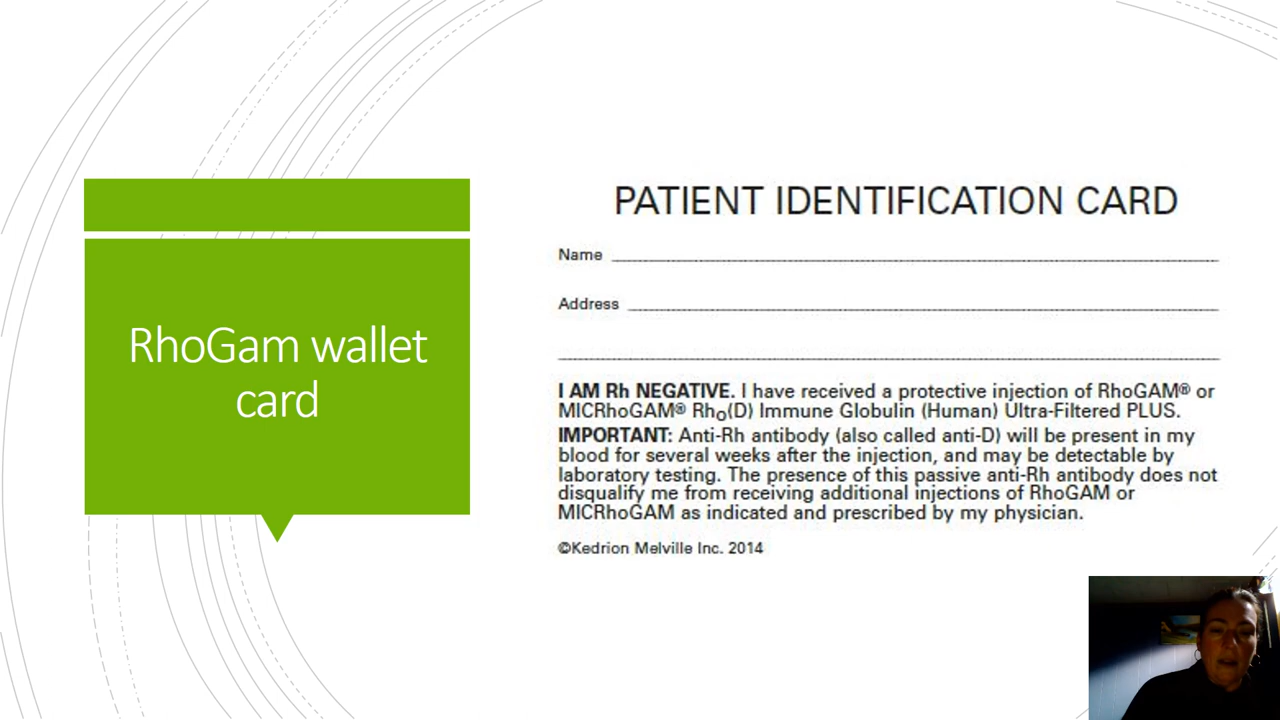 RhoGam wallet
card
PATIENT IDENTIFICATION CARD
Name
Address
I AM Rh NEGATIVE. I have received a protective injection of RhoGAM® or
MICRhoGAM® Rho(D) Immune Globulin (Human) Ultra-Filtered PLUS.
IMPORTANT: Anti-Rh antibody (also called anti-D) will be present in my
blood for several weeks after the injection, and may be detectable by
laboratory testing. The presence of this passive anti-Rh antibody does not
disqualify me from receiving additional injections of RhoGAM or
MICRhoGAM as indicated and prescribed by my physician.
©Kedrion Melville Inc. 2014